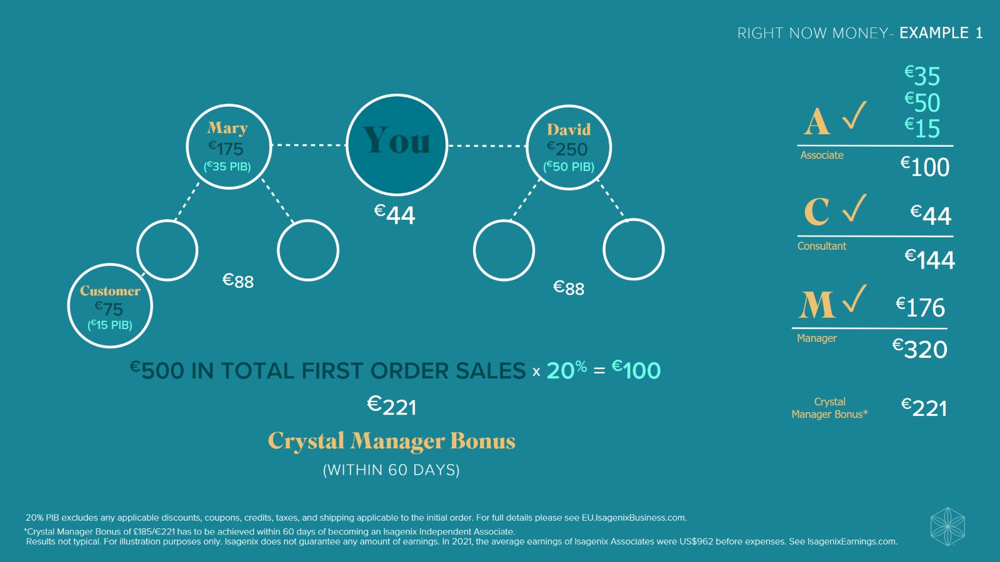 RIGHT NOW MONEY- EXAMPLE 1
Mary
€175
(€35 PIB)
You
€44
David
€250
(€50 PIB)
€88
€88
Customer
€75
(€15 PIB)
€500 IN TOTAL FIRST ORDER SALES x 20% = €100
€221
Crystal Manager Bonus
(WITHIN 60 DAYS)
€35
€50
€15
A ✓
Associate
€100
C ✓ €44
Consultant
€144
M ✓ €176
Manager
€320
Crystal
Manager Bonus* €221
20% PIB excludes any applicable discounts, coupons, credits, taxes, and shipping applicable to the initial order. For full details please see EU.IsagenixBusiness.com.
*Crystal Manager Bonus of £185/€221 has to be achieved within 60 days of becoming an Isagenix Independent Associate.
Results not typical. For illustration purposes only. Isagenix does not guarantee any amount of earnings. In 2021, the average earnings of Isagenix Associates were US$962 before expenses. See IsagenixEarnings.com.